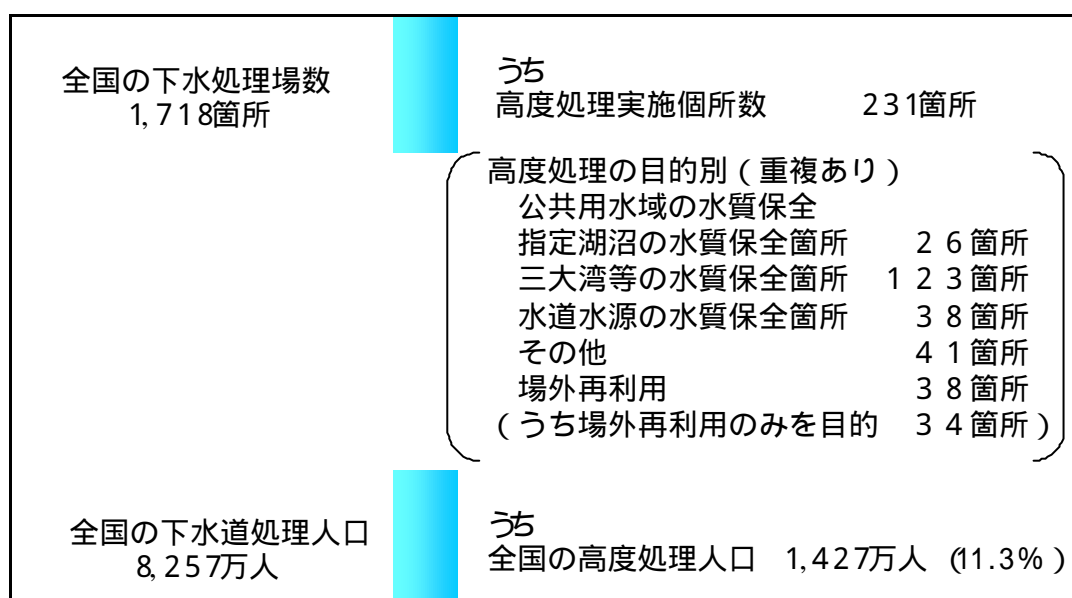 全国の下水処理場数
1,718箇所
うち
高度処理実施個所数 231箇所
高度処理の目的別(重複あり)
公共用水域の水質保全
指定湖沼の水質保全箇所 26箇所
三大湾等の水質保全箇所 123箇所
水道水源の水質保全箇所 38箇所
その他 41箇所
場外再利用 38箇所
(うち場外再利用のみを目的 34箇所)
全国の下水道処理人口
8,257万人
うち
全国の高度処理人口 1,427万人 (11.3%)